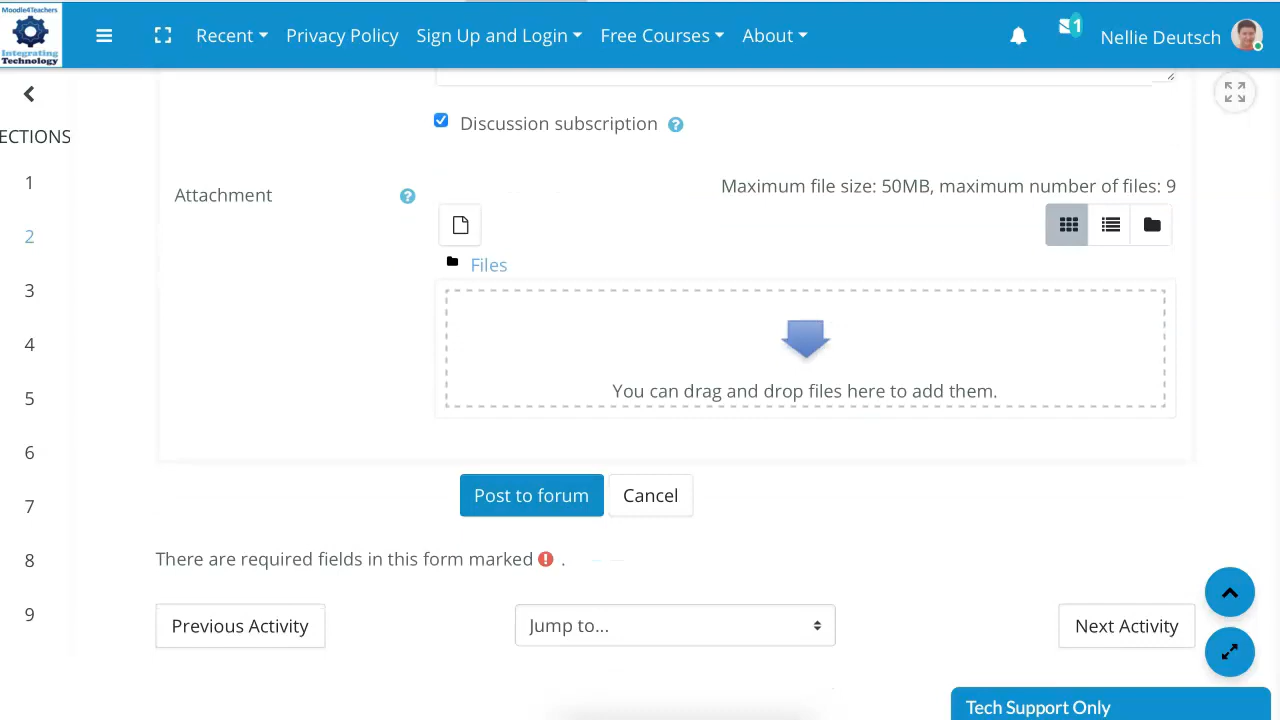 Moodle4Teachers
Integrating
Technology
Recent
Privacy Policy
Sign Up and Login
Free Courses
About
1
Nellie Deutsch
ECTIONS
1
2
3
4
5
6
7
8
9
Discussion subscription
Attachment
Maximum file size: 50MB, maximum number of files: 9
Files
You can drag and drop files here to add them.
Post to forum
Cancel
There are required fields in this form marked .
Previous Activity
Jump to...
Next Activity
Tech Support Only